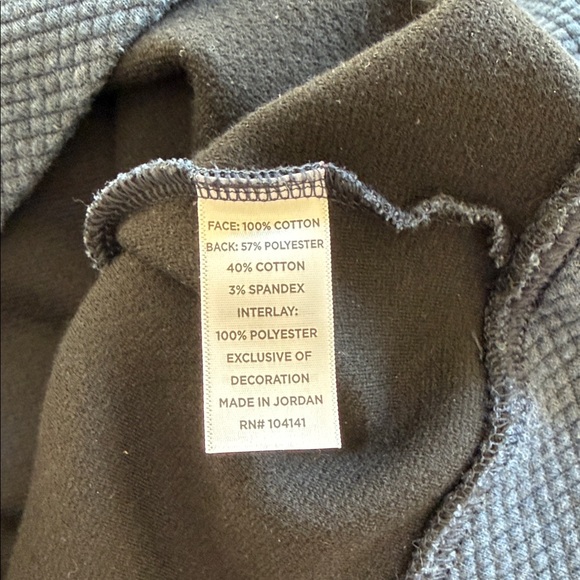 FACE: 100% COTTON
BACK: 57% POLYESTER
40% COTTON
3% SPANDEX
INTERLAY:
100% POLYESTER
EXCLUSIVE OF
DECORATION
MADE IN JORDAN
RN# 104141